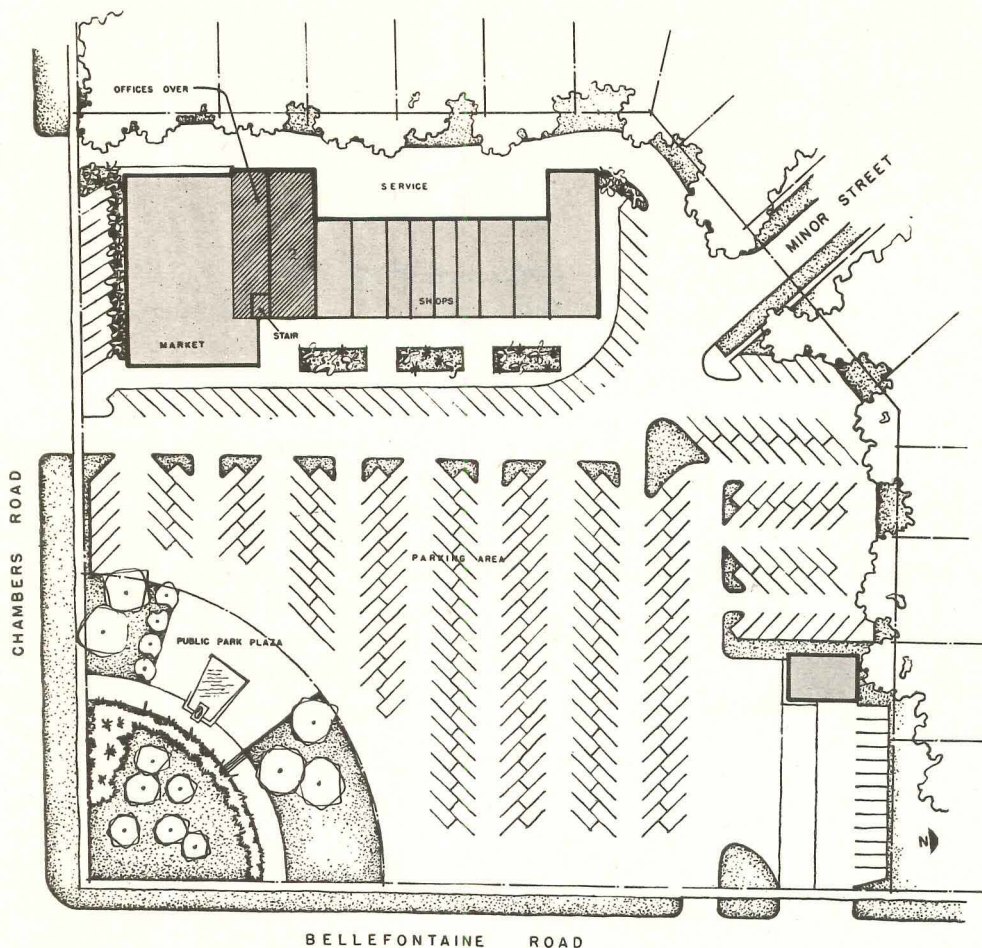 OFFICES OVER
SERVICE
MINOR STREET
SHOPS
STAIR
MARKET
CHAMBERS ROAD
PARKING AREA
PUBLIC PARK PLAZA
N
BELLEFONTAINE ROAD